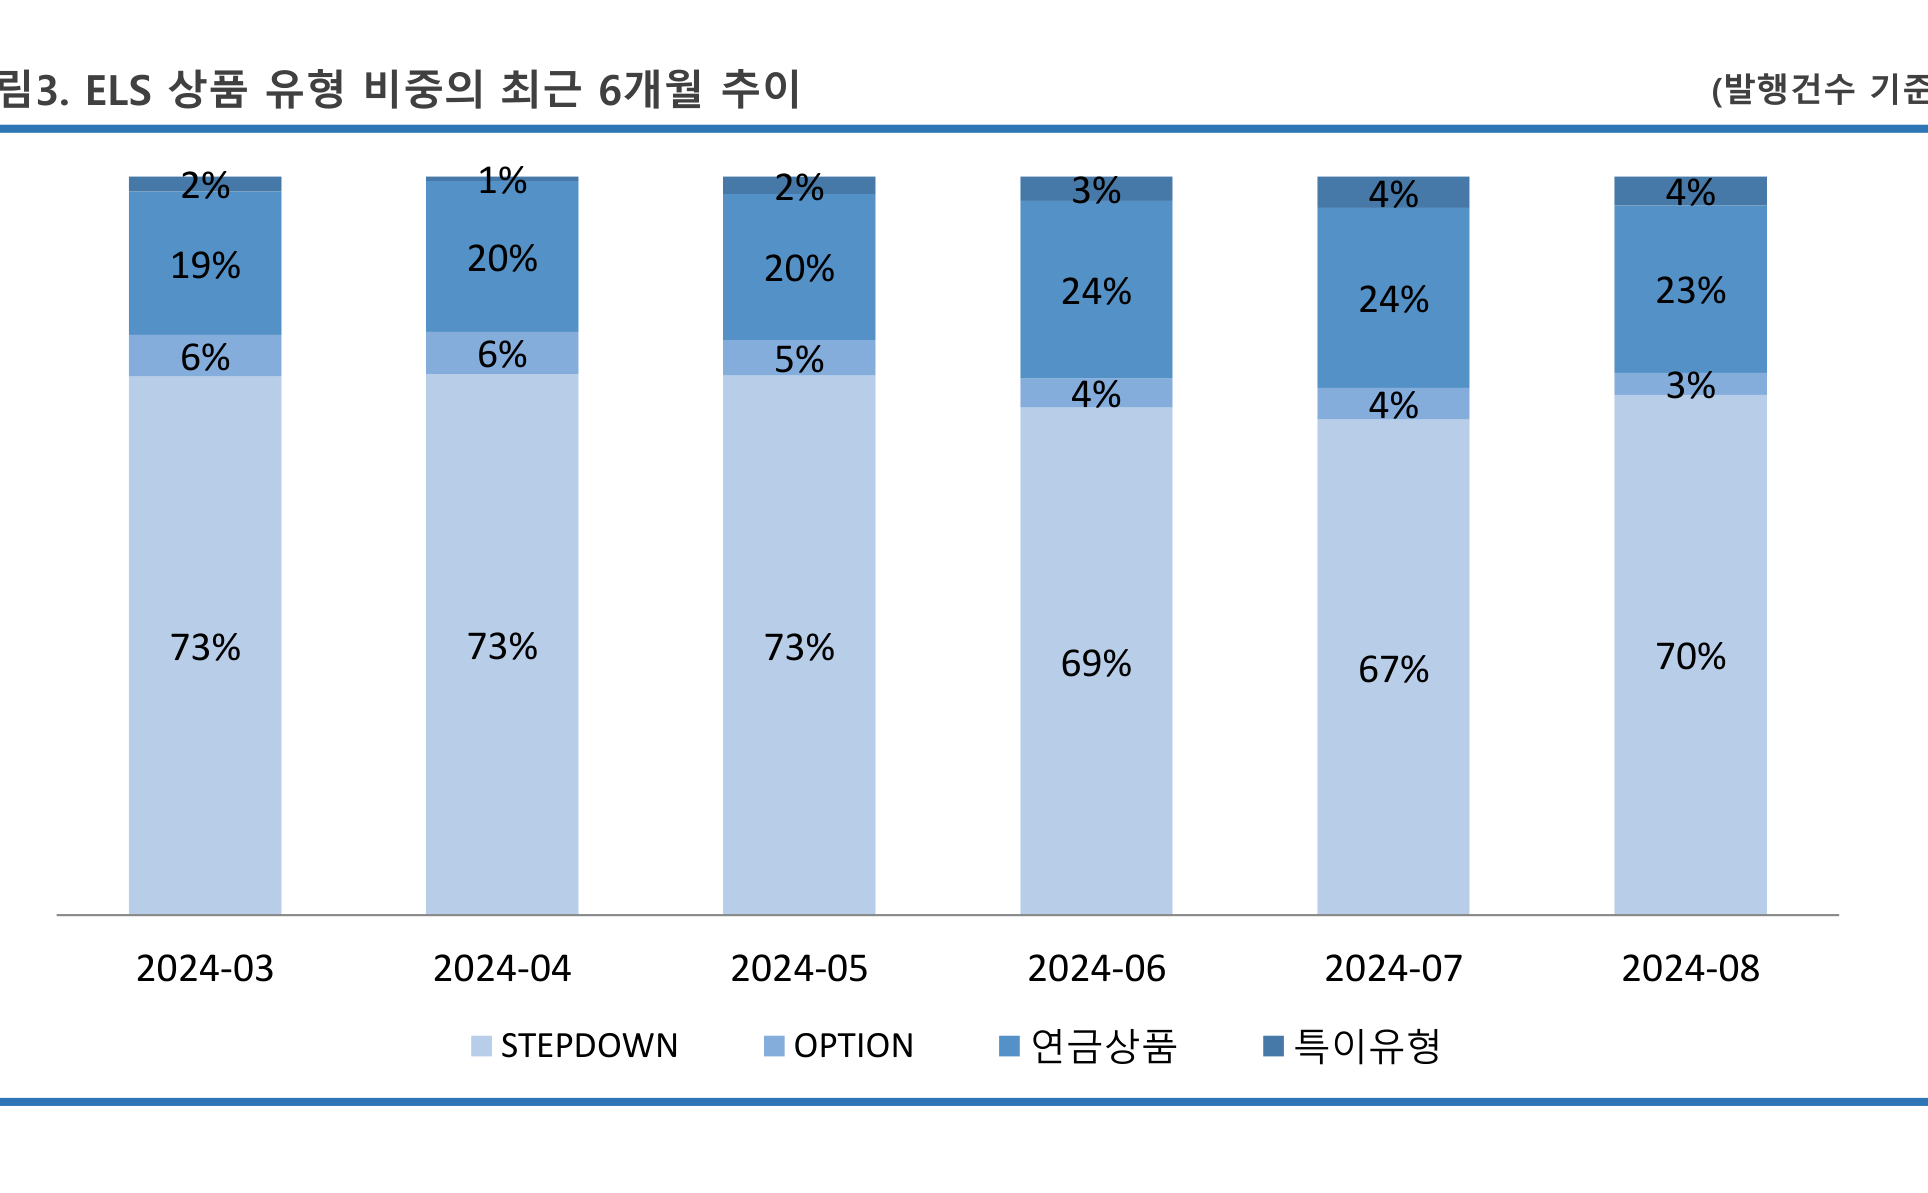 림3. ELS 상품 유형 비중의 최근 6개월 추이 (발행건수 기준
2% 1% 2% 3% 4% 4%
19% 20% 20% 24% 24% 23%
6% 6% 5% 4% 4% 3%
73% 73% 73% 69% 67% 70%
2024-03 2024-04 2024-05 2024-06 2024-07 2024-08
STEPDOWN OPTION 연금상품 특이유형